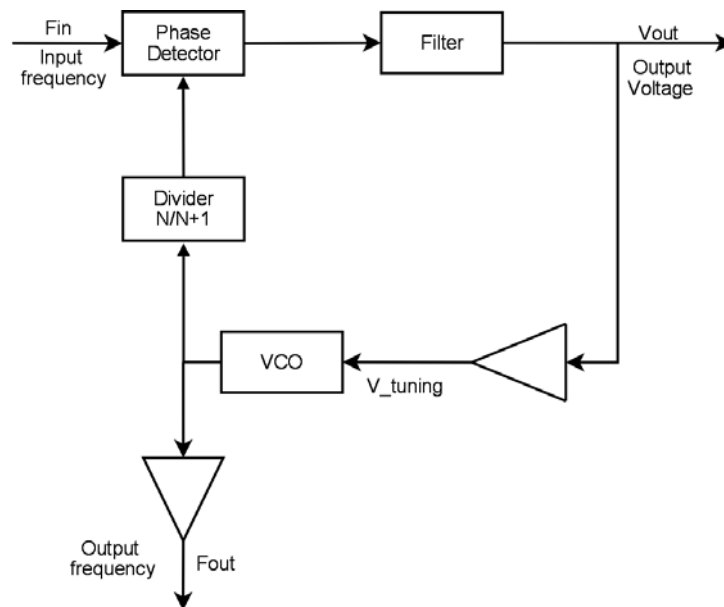 Fin
Input
frequency
Phase
Detector
Filter
Vout
Output
Voltage
Divider
N/N+1
VCO
V_tuning
Output
frequency
Fout